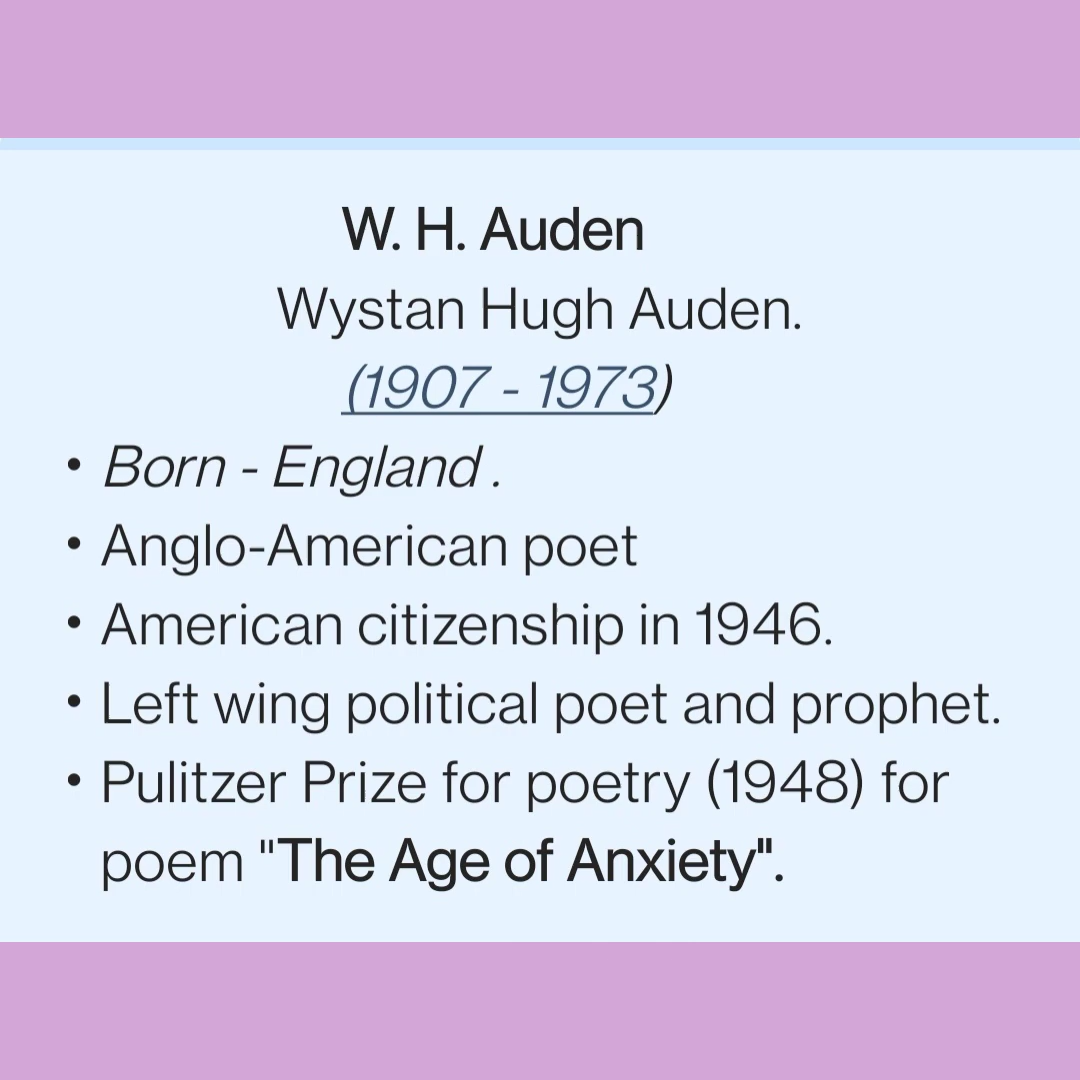 W. H. Auden
Wystan Hugh Auden.
(1907 - 1973)
• Born - England .
• Anglo-American poet
• American citizenship in 1946.
• Left wing political poet and prophet.
• Pulitzer Prize for poetry (1948) for
poem "The Age of Anxiety".